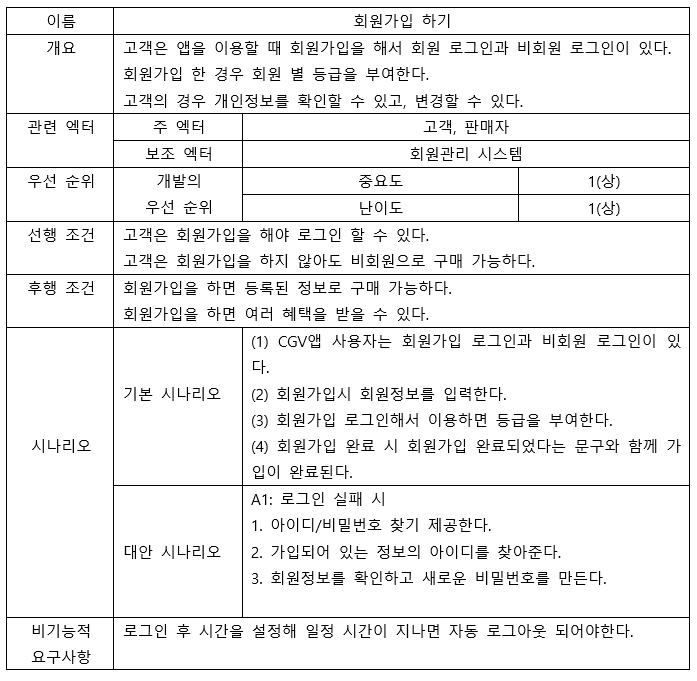 이름 회원가입 하기
개요 고객은 앱을 이용할 때 회원가입을 해서 회원 로그인과 비회원 로그인이 있다.
회원가입 한 경우 회원 별 등급을 부여한다.
고객의 경우 개인정보를 확인할 수 있고, 변경할 수 있다.
관련 엑터 주 엑터 고객, 판매자
보조 엑터 회원관리 시스템
우선 순위 개발의 중요도 1(상)
우선 순위 난이도 1(상)
선행 조건 고객은 회원가입을 해야 로그인 할 수 있다.
고객은 회원가입을 하지 않아도 비회원으로 구매 가능하다.
후행 조건 회원가입을 하면 등록된 정보로 구매 가능하다.
회원가입을 하면 여러 혜택을 받을 수 있다.
시나리오
기본 시나리오
(1) CGV앱 사용자는 회원가입 로그인과 비회원 로그인이 있
다.
(2) 회원가입시 회원정보를 입력한다.
(3) 회원가입 로그인해서 이용하면 등급을 부여한다.
(4) 회원가입 완료 시 회원가입 완료되었다는 문구와 함께 가
입이 완료된다.
대안 시나리오
A1: 로그인 실패 시
1. 아이디/비밀번호 찾기 제공한다.
2. 가입되어 있는 정보의 아이디를 찾아준다.
3. 회원정보를 확인하고 새로운 비밀번호를 만든다.
비기능적 로그인 후 시간을 설정해 일정 시간이 지나면 자동 로그아웃 되어야한다.
요구사항